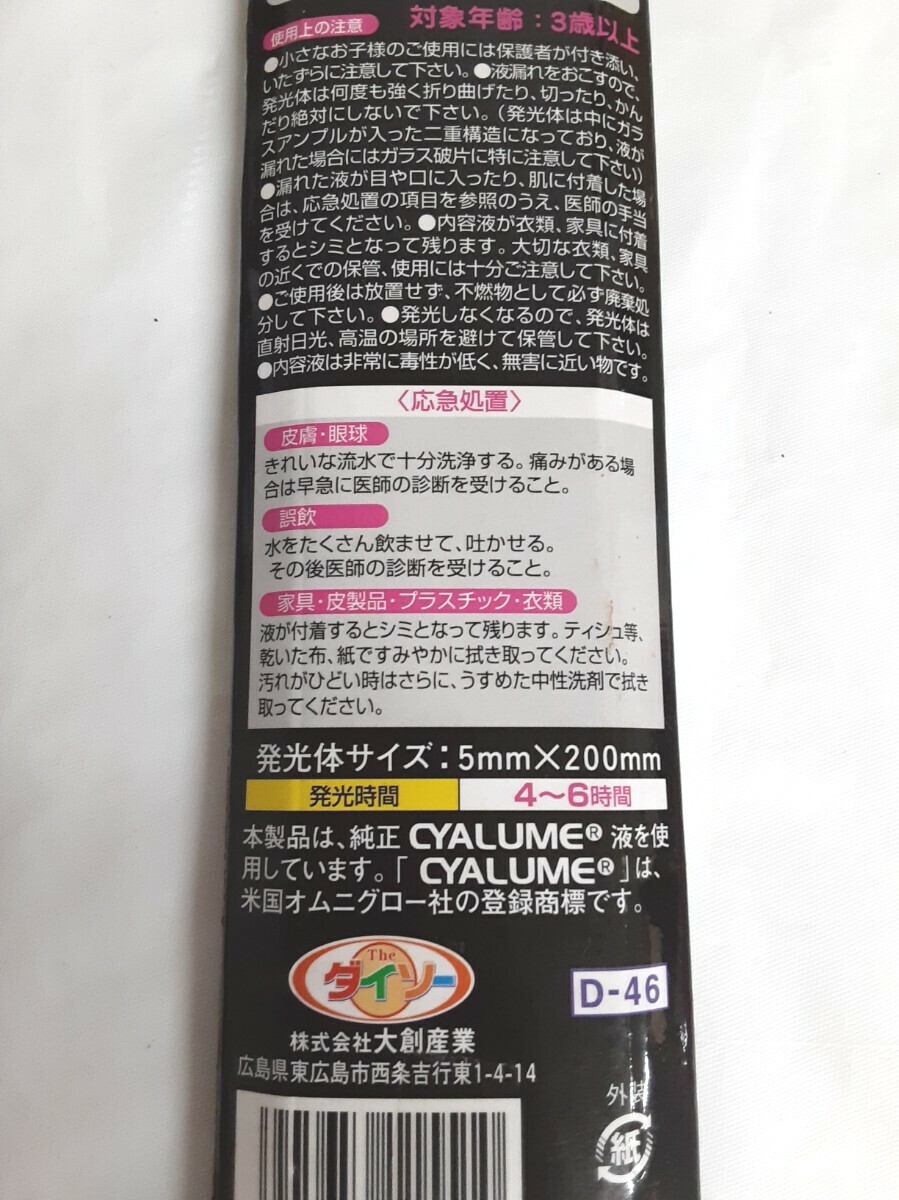 対象年齢：3歳以上
使用上の注意
●小さなお子様のご使用には保護者が付き添い、
いたずらに注意して下さい。●液漏れをおこすので、
発光体は何度も強く折り曲げたり、切ったり、かん
だり絶対にしないで下さい。（発光体は中にガラ
スアンプルが入った二重構造になっており、液が
漏れた場合にはガラス破片に特に注意して下さい）
●漏れた液が目や口に入ったり、肌に付着した場
合は、応急処置の項目を参照のうえ、医師の手当
を受けてください。●内容液が衣類、家具に付着
するとシミとなって残ります。大切な衣類、家具
の近くでの保管、使用には十分ご注意して下さい。
●ご使用後は放置せず、不燃物として必ず廃棄処
分して下さい。●発光しなくなるので、発光体は
直射日光、高温の場所を避けて保管して下さい。
●内容液は非常に毒性が低く、無害に近い物です。
〈応急処置〉
皮膚・眼球
きれいな流水で十分洗浄する。痛みがある場
合は早急に医師の診断を受けること。
誤飲
水をたくさん飲ませて、吐かせる。
その後医師の診断を受けること。
家具・皮製品・プラスチック・衣類
液が付着するとシミとなって残ります。ティシュ等、
乾いた布、紙ですみやかに拭き取ってください。
汚れがひどい時はさらに、うすめた中性洗剤で拭き
取ってください。
発光体サイズ：5mm×200mm
発光時間 4〜6時間
本製品は、純正 CYALUME® 液を使
用しています。「 CYALUME® 」は、
米国オムニグロー社の登録商標です。
The
ダイソー
D-46
株式会社大創産業
広島県東広島市西条吉行東1-4-14
外装
紙